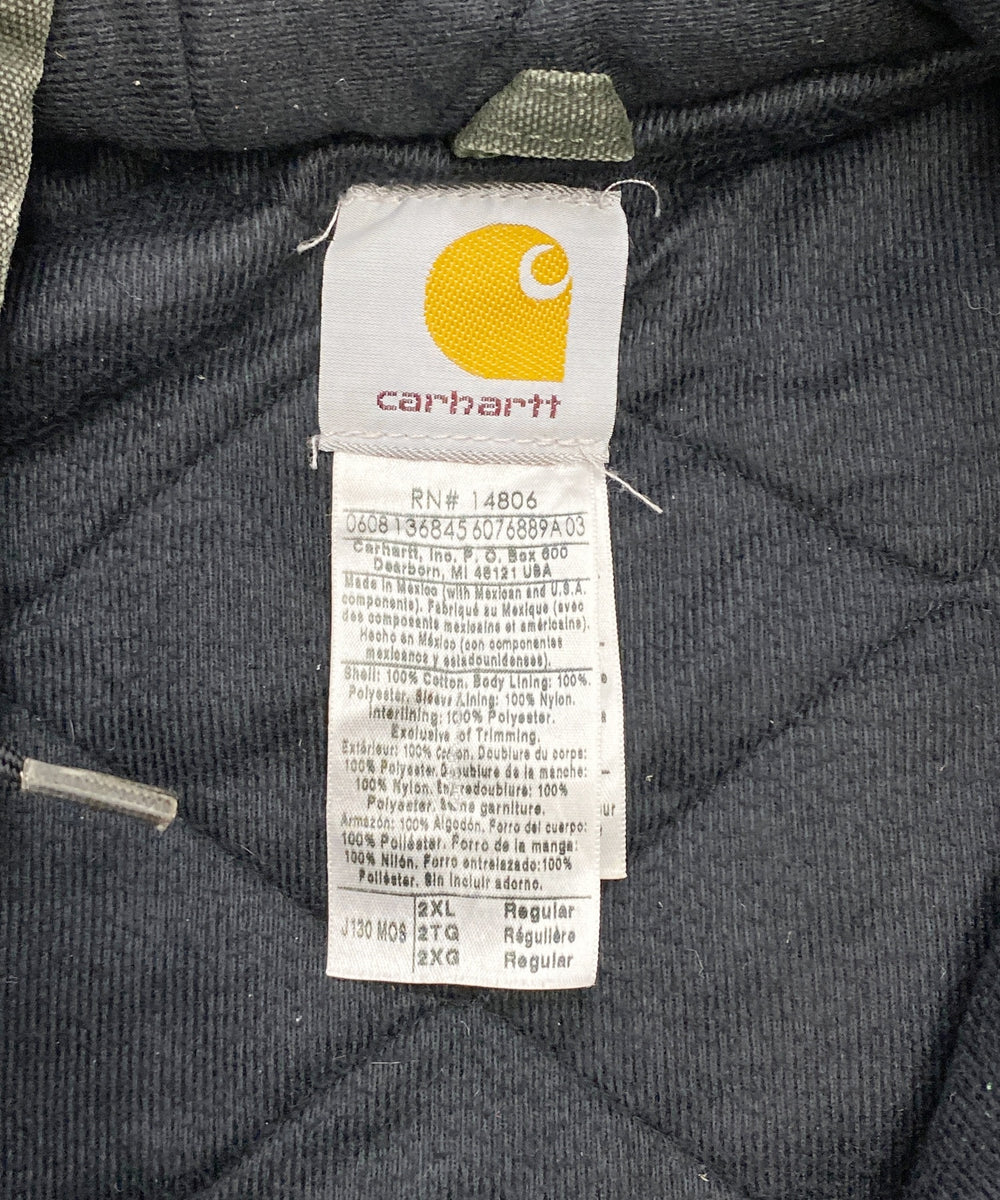 carhartt
RN# 14806
0608 1368456076889A03
Carhartt, Inc. P. O. Box 600
Dearborn, MI 48121 USA
Made in Mexico (with Mexican and U.S.A.
components). Fabriqué au Mexique (avec
des composants mexicains et américains).
Hecho en México (con componentes
mexicanos y estadounidenses).
Shell: 100% Cotton. Body Lining: 100%
Polyester. Sleeve Lining: 100% Nylon.
Interlining: 100% Polyester.
Exclusive of Trimming.
Extérieur: 100% Coton. Doublure du corps:
100% Polyester. Doublure de la manche:
100% Nylon. Entredoublure: 100%
Polyester. Sans garniture.
Armazón: 100% Algodón. Forro del cuerpo:
100% Poliéster. Forro de la manga:
100% Nilón. Forro entrelazado:100%
Poliéster. Sin incluir adorno.
J130 MOS
2XL Regular
2TG Régulière
2XG Regular
ur